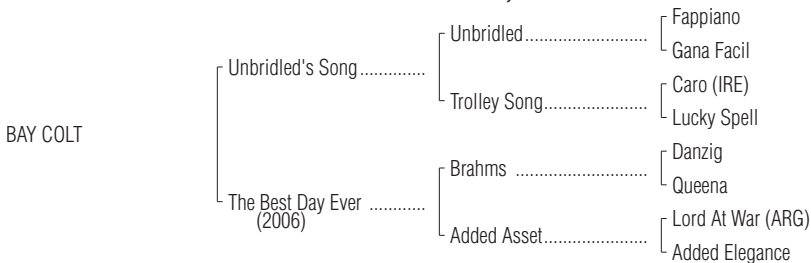 Fappiano
Unbridled...........................
Gana Facil
Unbridled's Song..............
Caro (IRE)
Trolley Song.......................
Lucky Spell
BAY COLT
Danzig
Brahms .............................
Queena
The Best Day Ever ............
(2006)
Lord At War (ARG)
Added Asset.......................
Added Elegance